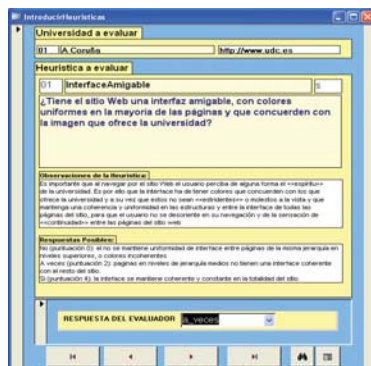 IntroducirHeuristicas
Universidad a evaluar
01 A Coruña http://www.udc.es
Heuristica a evaluar
01 InterfaceAmigable s
¿Tiene el sitio Web una interfaz amigable, con colores
uniformes en la mayoria de las páginas y que concuerden con
la imagen que ofrece la universidad?
Observaciones de la Heuristica:
Es importante que al navegar por el sitio Web el usuario perciba de alguna forma el <<espíritu>>
de la universidad. Es por ello que la interface ha de tener colores que concuerden con los que
ofrece la universidad y a su vez que estos no sean <<estridentes>> o molestos a la vista y que
mantenga una coherencia y uniformidad en las estructuras y entre la interface de todas las
páginas del sitio, para que el usuario no se desoriente en su navegación y de la sensación de
<<continuadad>> entre las páginas del sitio web
Respuestas Posibles:
No (puntuación 0): el no se mantiene uniformidad de interface entre páginas de la misma jerarquía en
niveles superiores, o colores incoherentes
A veces (puntuación 2): paginas en niveles de jerarquía medios no tienen una interface coherente
con el resto del sitio.
Si (puntuación 4): la interface se mantiene coherente y constante en la totalidad del sitio
RESPUESTA DEL EVALUADOR a_veces